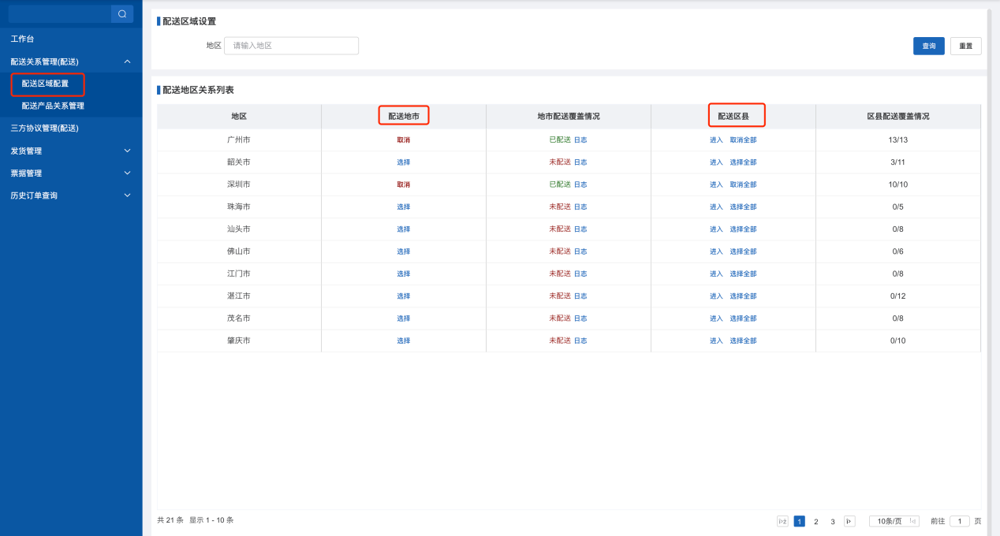 工作台
配送关系管理(配送)
配送区域配置
配送产品关系管理
三方协议管理(配送)
发货管理
票据管理
历史订单查询
配送区域设置
地区 请输入地区 查询 重置
配送地区关系列表
地区 配送地市 地市配送覆盖情况 配送区县 区县配送覆盖情况
广州市 取消 已配送 日志 进入 取消全部 13/13
韶关市 选择 未配送 日志 进入 选择全部 3/11
深圳市 取消 已配送 日志 进入 取消全部 10/10
珠海市 选择 未配送 日志 进入 选择全部 0/5
汕头市 选择 未配送 日志 进入 选择全部 0/8
佛山市 选择 未配送 日志 进入 选择全部 0/6
江门市 选择 未配送 日志 进入 选择全部 0/8
湛江市 选择 未配送 日志 进入 选择全部 0/12
茂名市 选择 未配送 日志 进入 选择全部 0/8
肇庆市 选择 未配送 日志 进入 选择全部 0/10
共 21 条 显示 1 - 10 条 1 2 3 10条/页 前往 1 页